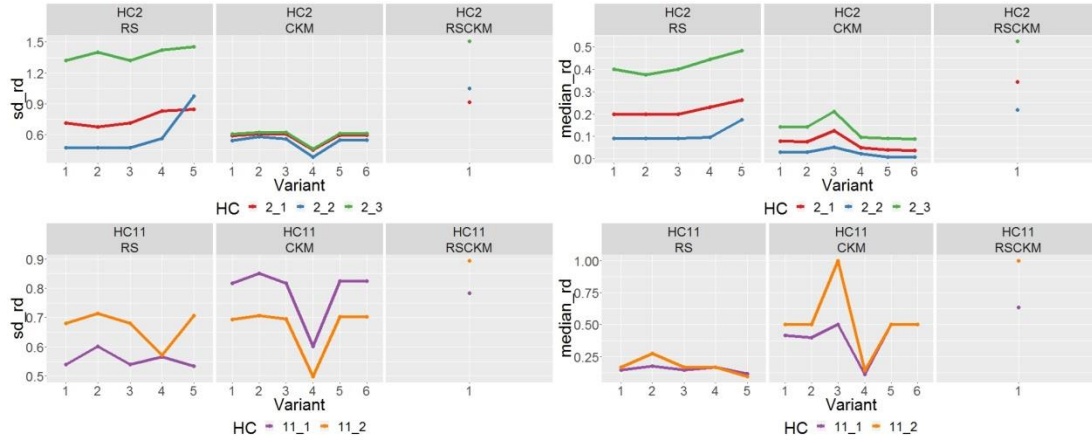 HC2 HC2 HC2
RS CKM RSCKM
sd_rd
1.5
1.2
0.9
0.6
1 2 3 4 5 1 2 3 4 5 6 1
Variant
HC 2_1 2_2 2_3
HC2 HC2 HC2
RS CKM RSCKM
median_rd
0.5
0.4
0.3
0.2
0.1
0.0
1 2 3 4 5 1 2 3 4 5 6 1
Variant
HC 2_1 2_2 2_3
HC11 HC11 HC11
RS CKM RSCKM
sd_rd
0.9
0.8
0.7
0.6
0.5
1 2 3 4 5 1 2 3 4 5 6 1
Variant
HC 11_1 11_2
HC11 HC11 HC11
RS CKM RSCKM
median_rd
1.00
0.75
0.50
0.25
1 2 3 4 5 1 2 3 4 5 6 1
Variant
HC 11_1 11_2